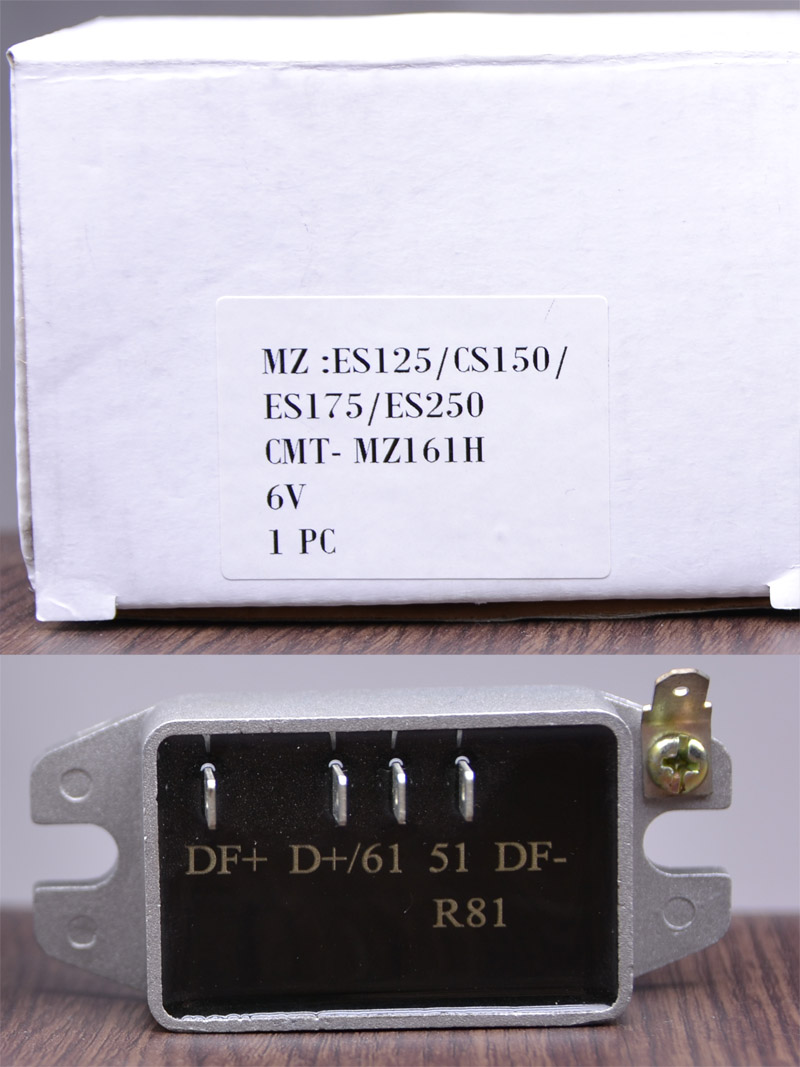 MZ :ES125/CS150/
ES175/ES250
CMT- MZ161H
6V
1 PC
DF+ D+/61 51 DF-
R81